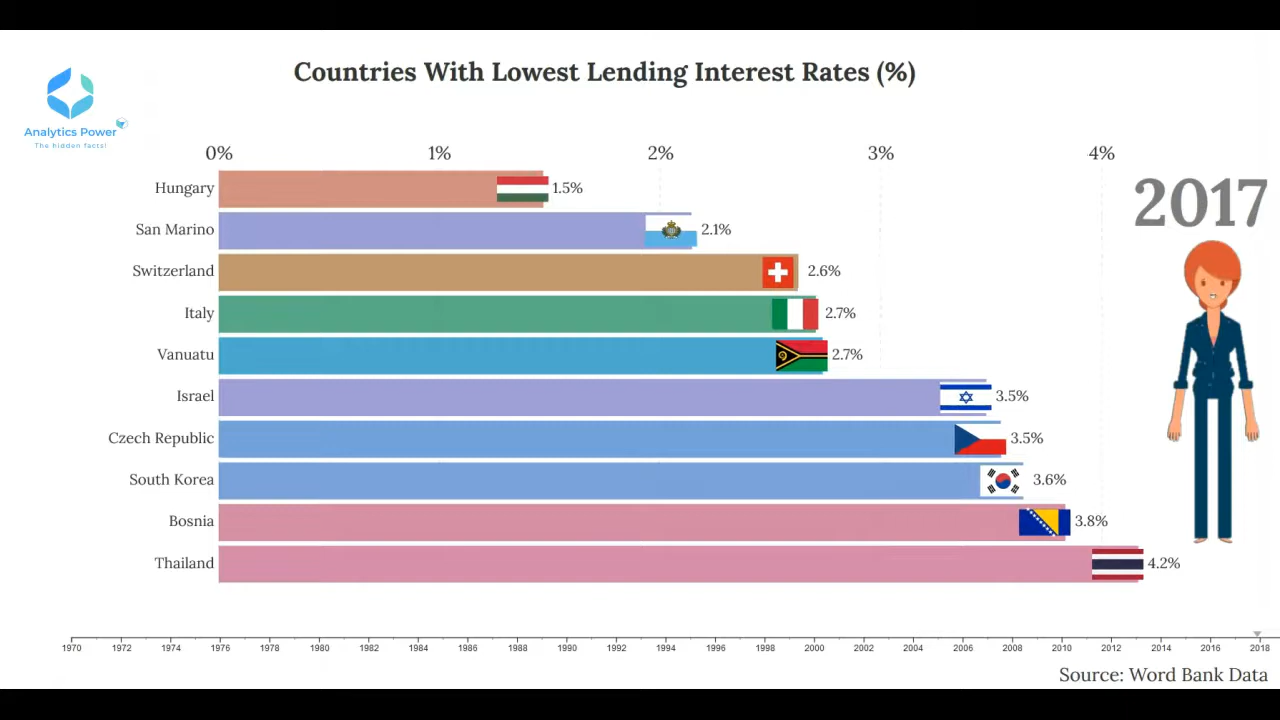 Countries With Lowest Lending Interest Rates (%)
Analytics Power
The hidden facts!
0% 1% 2% 3% 4%
Hungary 1.5%
2017
San Marino 2.1%
Switzerland 2.6%
Italy 2.7%
Vanuatu 2.7%
Israel 3.5%
Czech Republic 3.5%
South Korea 3.6%
Bosnia 3.8%
Thailand 4.2%
1970 1972 1974 1976 1978 1980 1982 1984 1986 1988 1990 1992 1994 1996 1998 2000 2002 2004 2006 2008 2010 2012 2014 2016 2018
Source: Word Bank Data